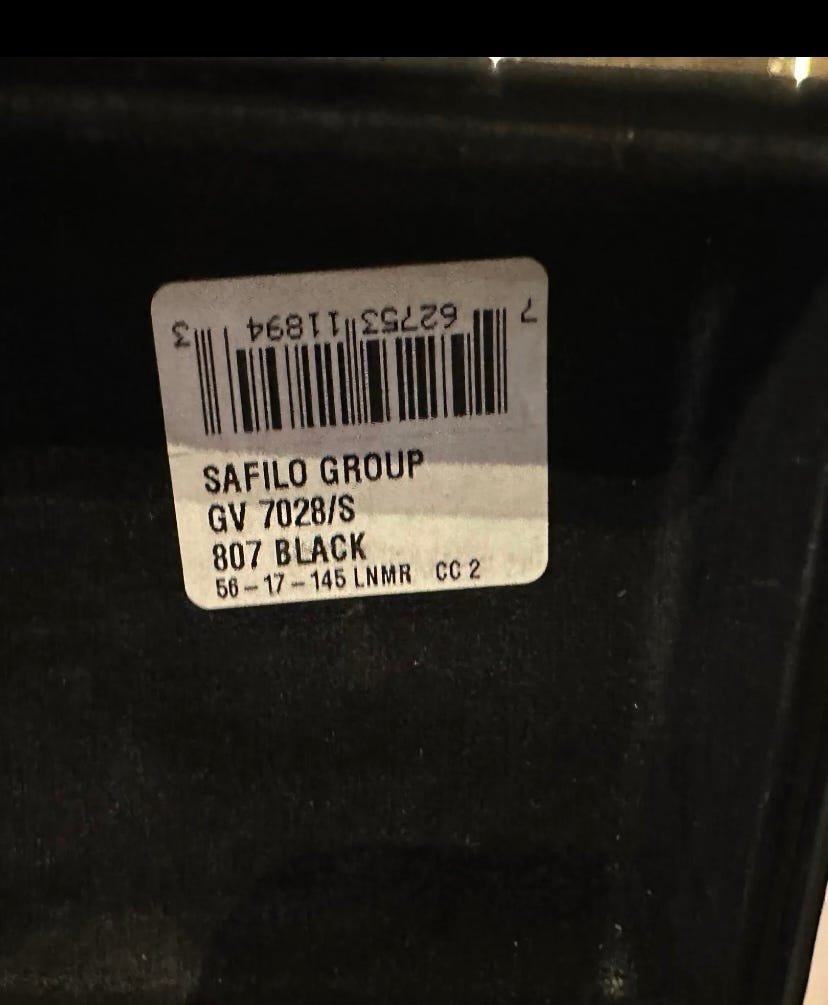 7 62753 11894 3
SAFILO GROUP
GV 7028/S
807 BLACK
56-17-145 LNMR CC 2